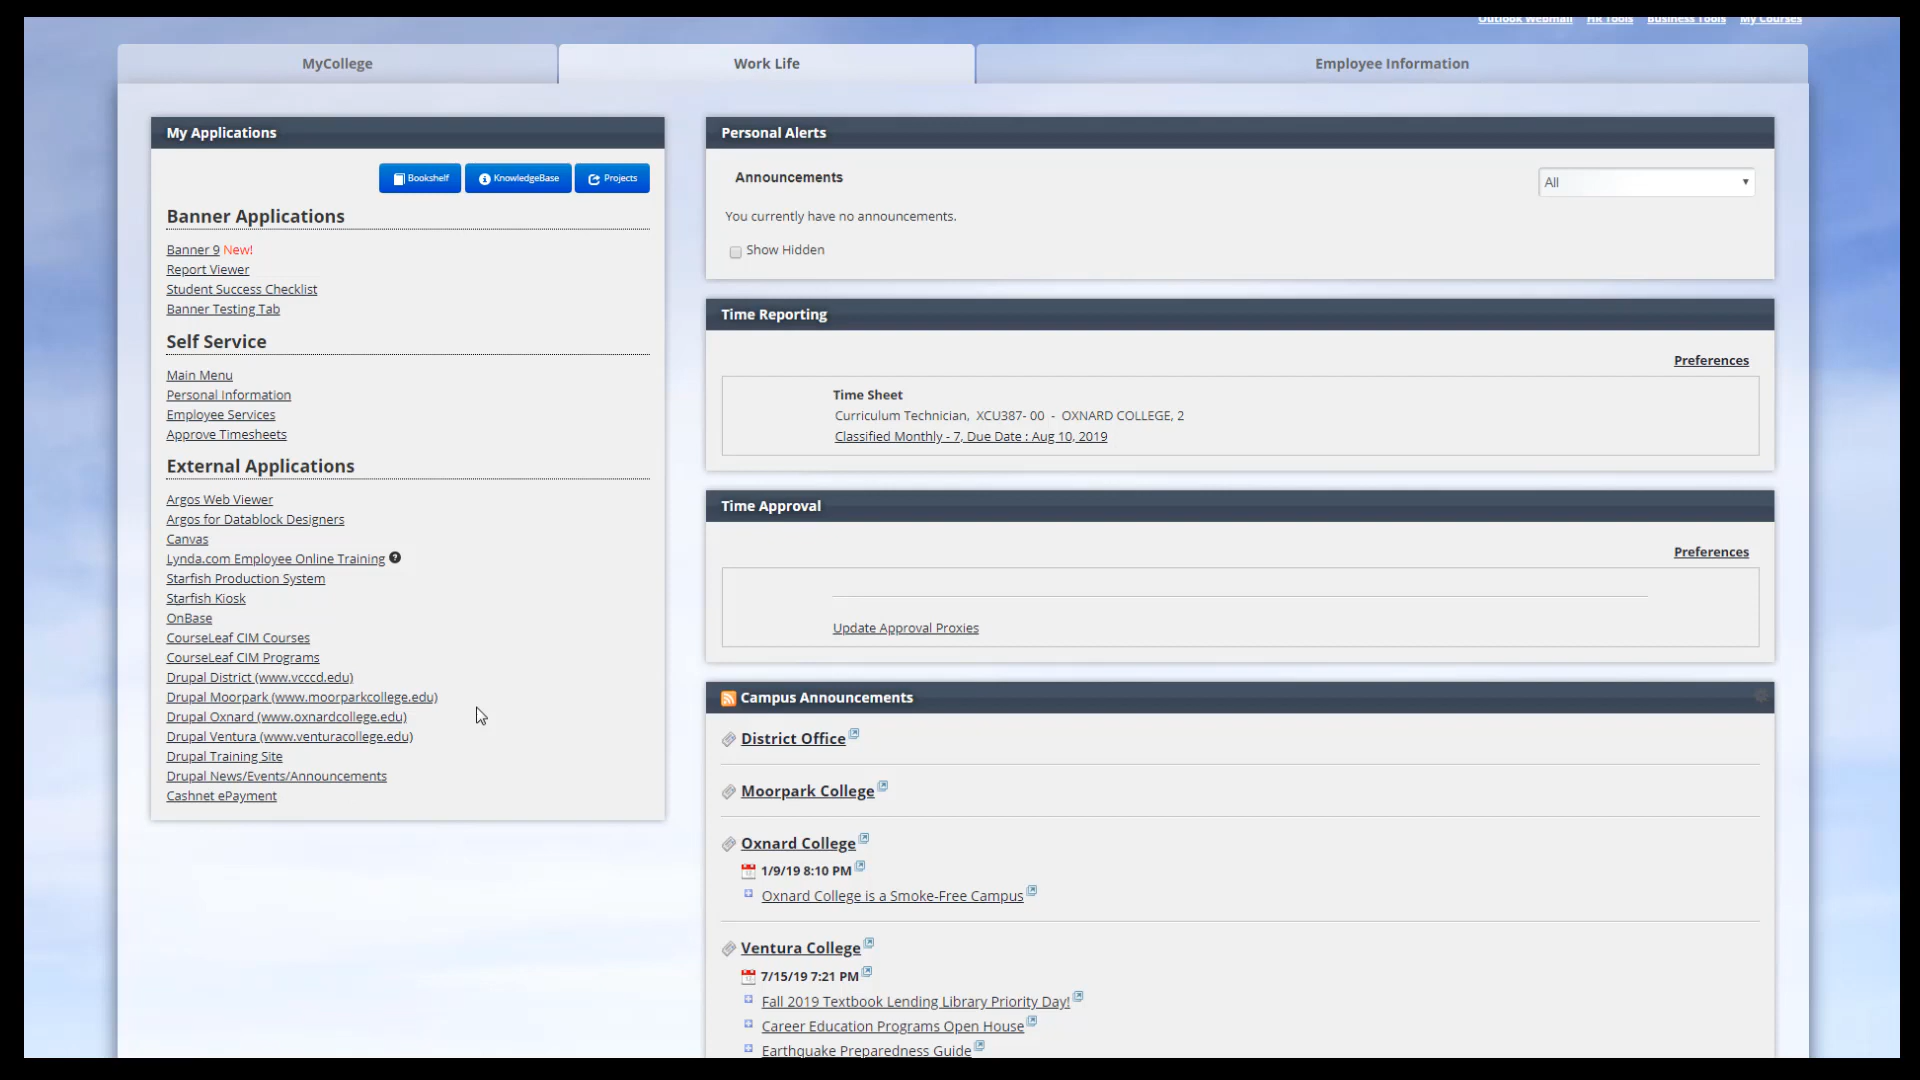 Outlook Webmail HR Tools Business Tools My Courses
MyCollege
Work Life
Employee Information
My Applications
Bookshelf
KnowledgeBase
Projects
Banner Applications
Banner 9 New!
Report Viewer
Student Success Checklist
Banner Testing Tab
Self Service
Main Menu
Personal Information
Employee Services
Approve Timesheets
External Applications
Argos Web Viewer
Argos for Datablock Designers
Canvas
Lynda.com Employee Online Training
Starfish Production System
Starfish Kiosk
OnBase
CourseLeaf CIM Courses
CourseLeaf CIM Programs
Drupal District (www.vcccd.edu)
Drupal Moorpark (www.moorparkcollege.edu)
Drupal Oxnard (www.oxnardcollege.edu)
Drupal Ventura (www.venturacollege.edu)
Drupal Training Site
Drupal News/Events/Announcements
Cashnet ePayment
Personal Alerts
Announcements
All
You currently have no announcements.
Show Hidden
Time Reporting
Preferences
Time Sheet
Curriculum Technician, XCU387- 00 - OXNARD COLLEGE, 2
Classified Monthly - 7, Due Date : Aug 10, 2019
Time Approval
Preferences
Update Approval Proxies
Campus Announcements
District Office
Moorpark College
Oxnard College
1/9/19 8:10 PM
Oxnard College is a Smoke-Free Campus
Ventura College
7/15/19 7:21 PM
Fall 2019 Textbook Lending Library Priority Day!
Career Education Programs Open House
Earthquake Preparedness Guide